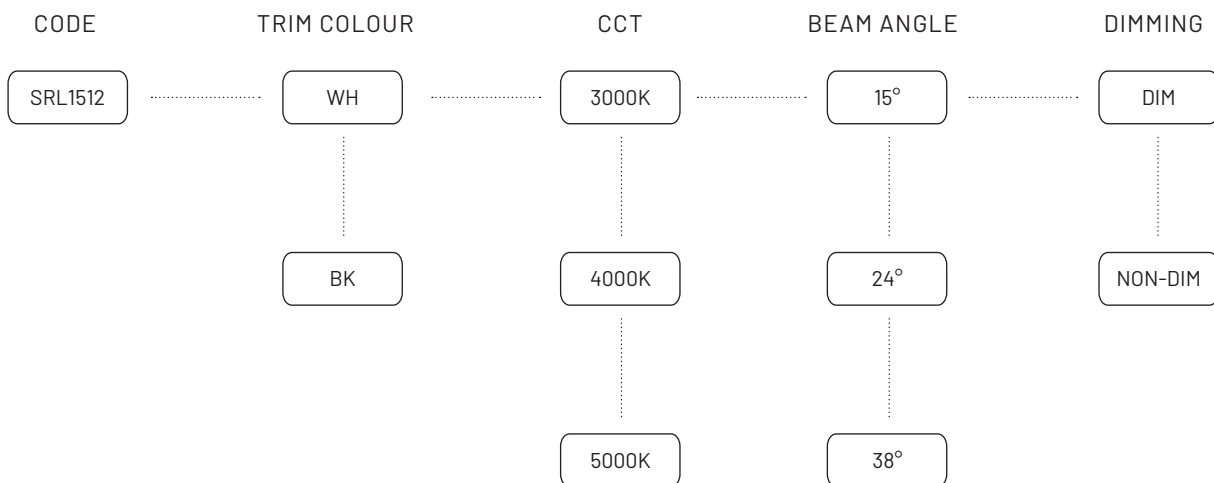 CODE TRIM COLOUR CCT BEAM ANGLE DIMMING
SRL1512 WH 3000K 15° DIM
BK 4000K 24° NON-DIM
5000K 38°